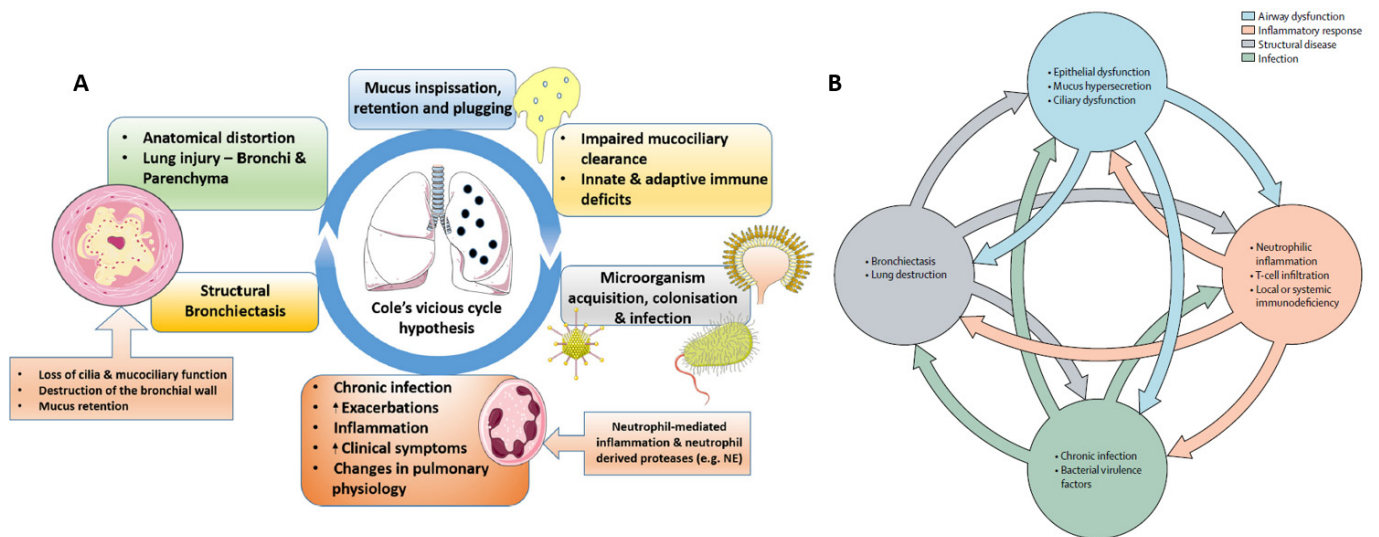 A
Mucus inspissation,
retention and plugging
• Anatomical distortion
• Lung injury – Bronchi &
Parenchyma
• Impaired mucociliary
clearance
• Innate & adaptive immune
deficits
Cole's vicious cycle
hypothesis
Structural
Bronchiectasis
Microorganism
acquisition, colonisation
& infection
• Loss of cilia & mucociliary function
• Destruction of the bronchial wall
• Mucus retention
• Chronic infection
• ↑Exacerbations
• Inflammation
• ↑Clinical symptoms
• Changes in pulmonary
physiology
Neutrophil-mediated
inflammation & neutrophil
derived proteases (e.g. NE)
B
Airway dysfunction
Inflammatory response
Structural disease
Infection
• Epithelial dysfunction
• Mucus hypersecretion
• Ciliary dysfunction
• Bronchiectasis
• Lung destruction
• Neutrophilic
inflammation
• T-cell infiltration
• Local or systemic
immunodeficiency
• Chronic infection
• Bacterial virulence
factors